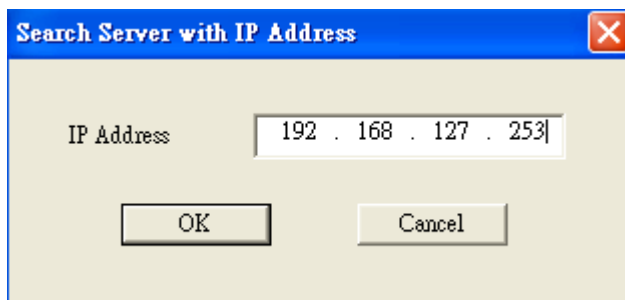 Search Server with IP Address
IP Address 192 . 168 . 127 . 253
OK Cancel